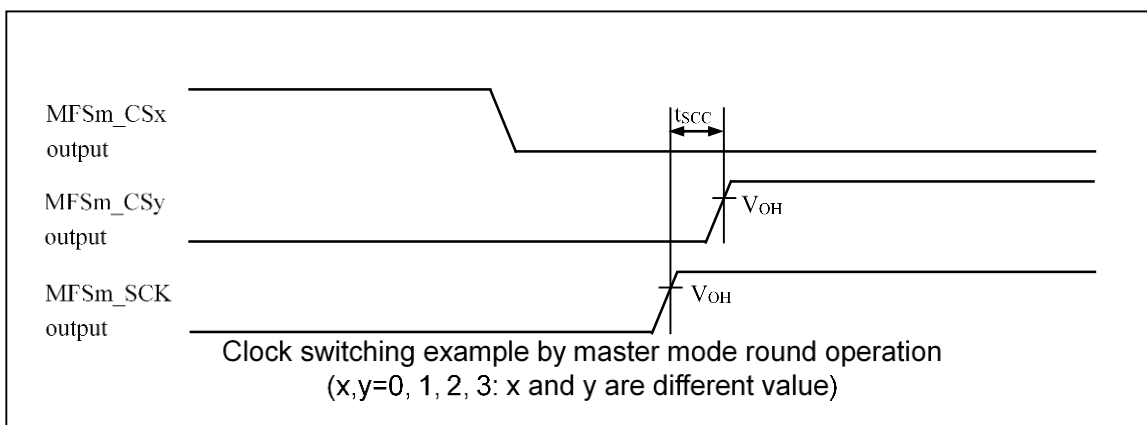 MFSm_CSx
output
tSCC
MFSm_CSy
output
VOH
MFSm_SCK
output
VOH
Clock switching example by master mode round operation
(x,y=0, 1, 2, 3: x and y are different value)